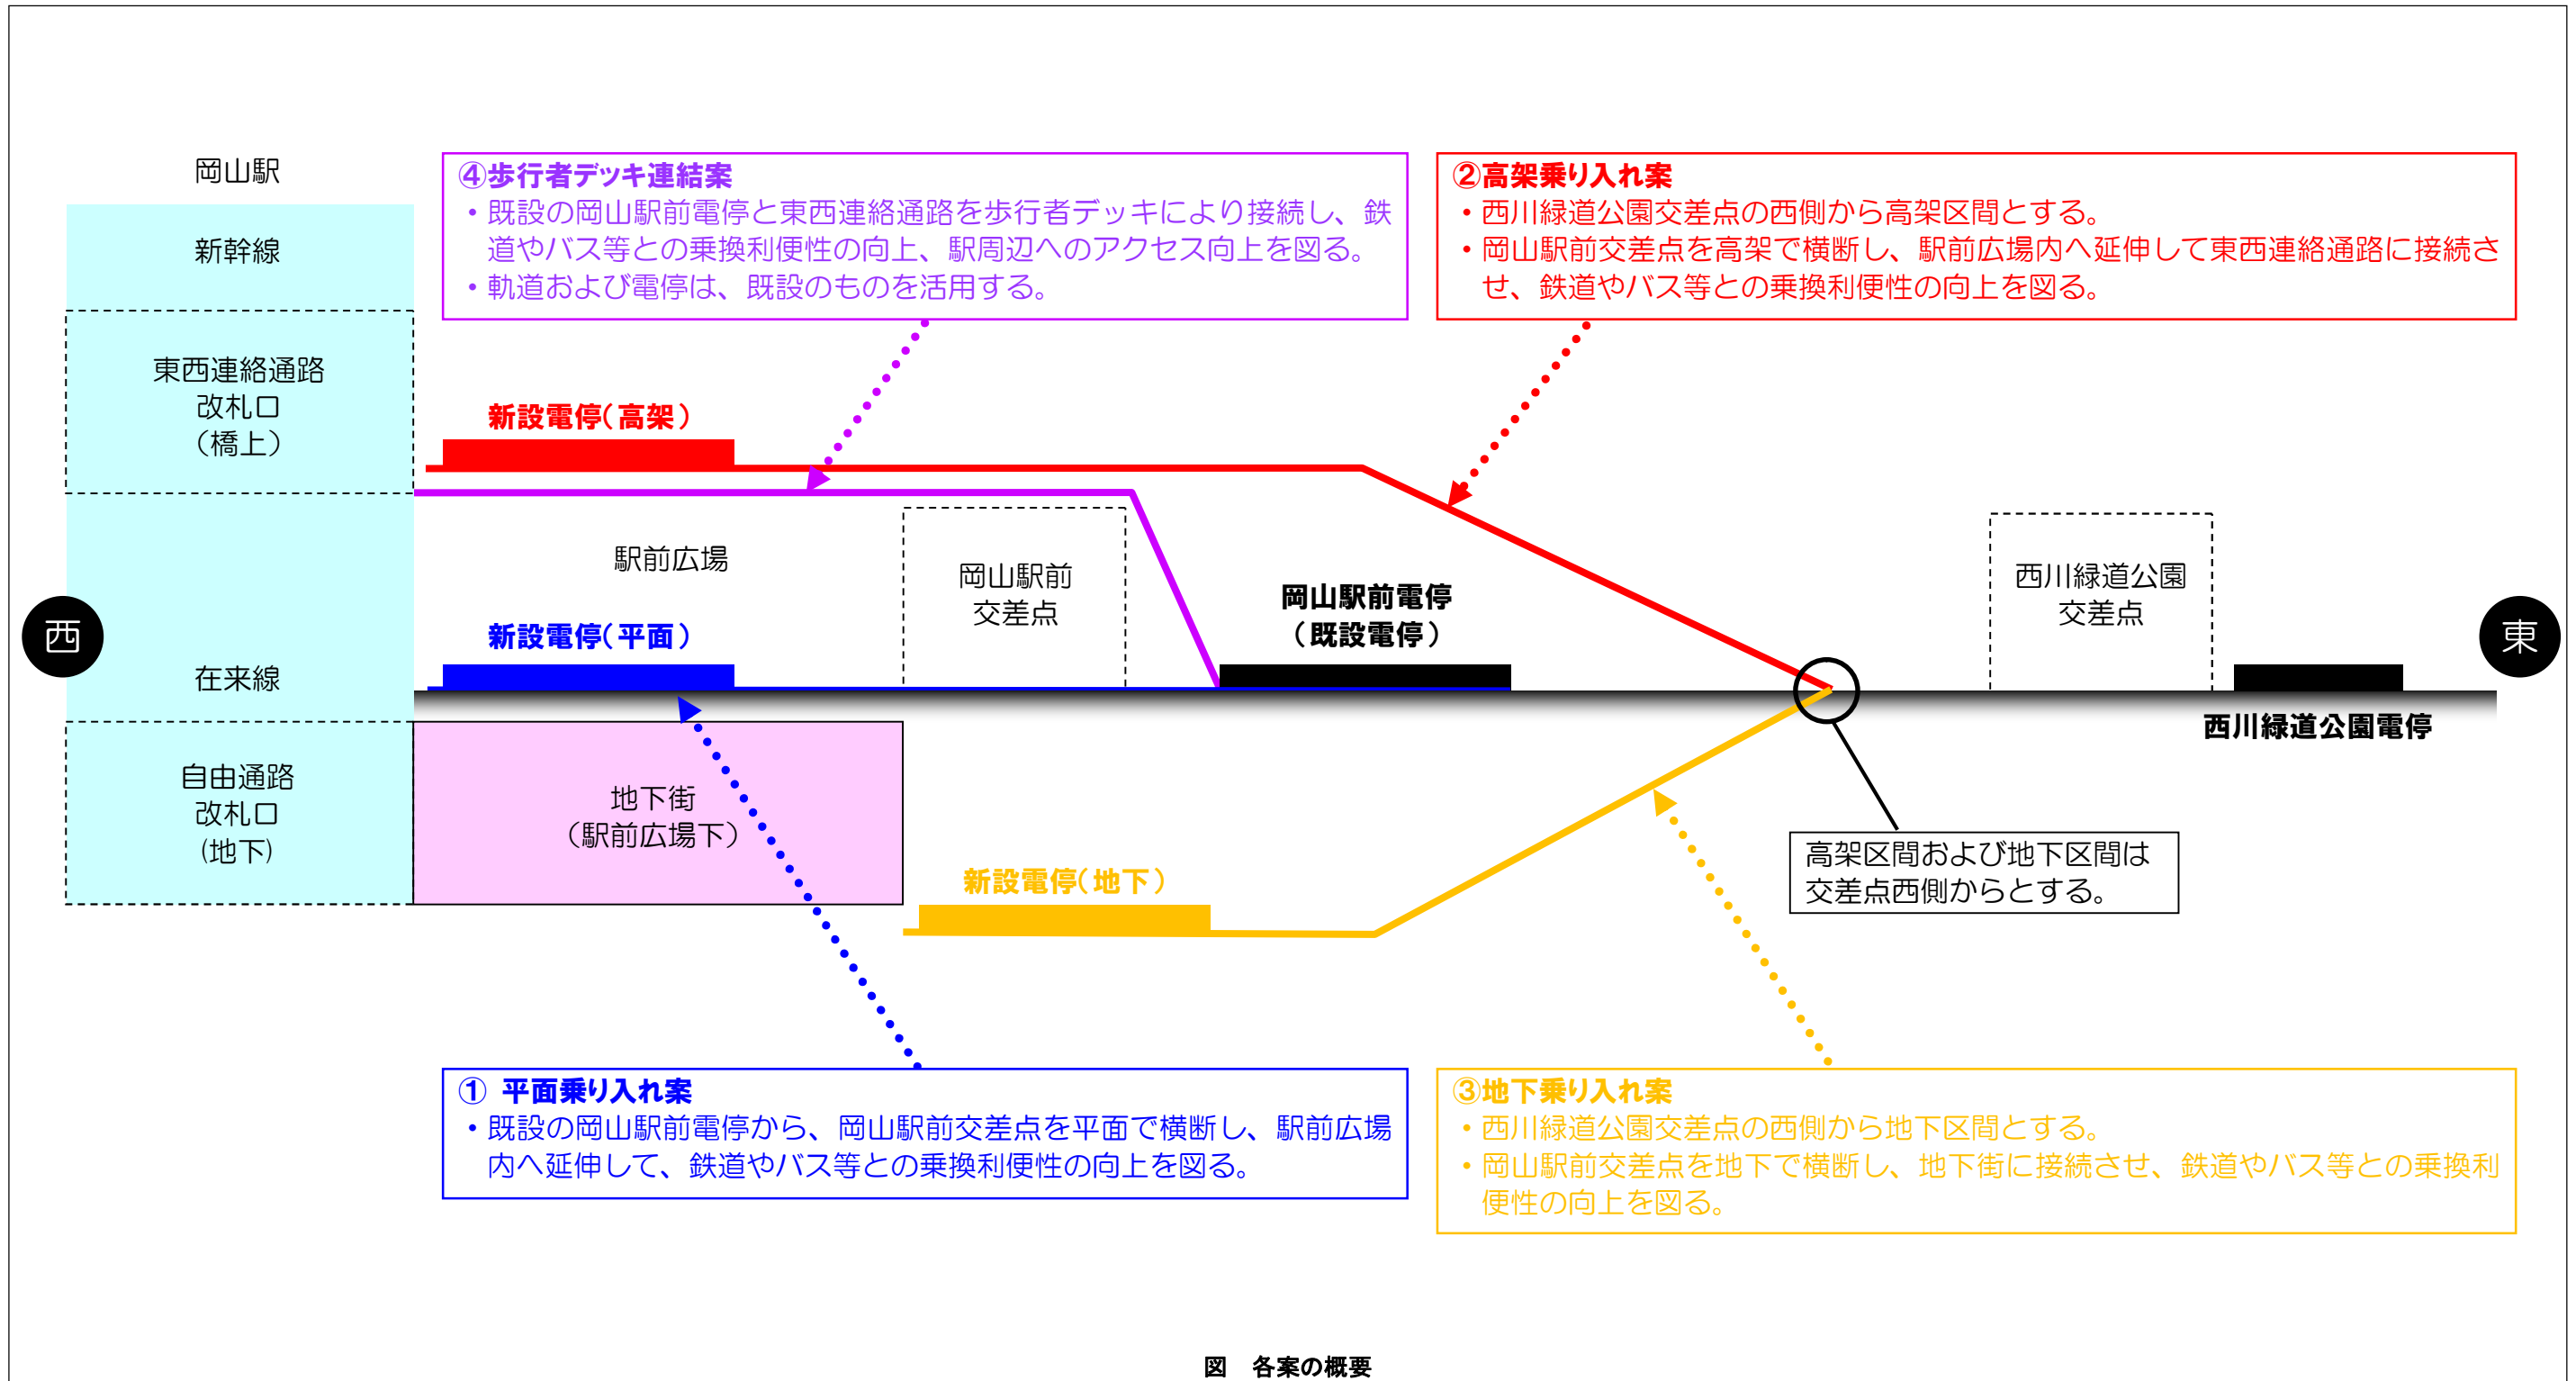 岡山駅
新幹線
東西連絡通路
改札口
（橋上）
在来線
自由通路
改札口
(地下)
西
④歩行者デッキ連結案
・既設の岡山駅前電停と東西連絡通路を歩行者デッキにより接続し、鉄
道やバス等との乗換利便性の向上、駅周辺へのアクセス向上を図る。
・軌道および電停は、既設のものを活用する。
②高架乗り入れ案
・西川緑道公園交差点の西側から高架区間とする。
・岡山駅前交差点を高架で横断し、駅前広場内へ延伸して東西連絡通路に接続さ
せ、鉄道やバス等との乗換利便性の向上を図る。
新設電停（高架）
駅前広場
岡山駅前
交差点
新設電停（平面）
岡山駅前電停
（既設電停）
西川緑道公園
交差点
東
西川緑道公園電停
地下街
（駅前広場下）
新設電停（地下）
高架区間および地下区間は
交差点西側からとする。
① 平面乗り入れ案
・既設の岡山駅前電停から、岡山駅前交差点を平面で横断し、駅前広場
内へ延伸して、鉄道やバス等との乗換利便性の向上を図る。
③地下乗り入れ案
・西川緑道公園交差点の西側から地下区間とする。
・岡山駅前交差点を地下で横断し、地下街に接続させ、鉄道やバス等との乗換利
便性の向上を図る。
図　各案の概要